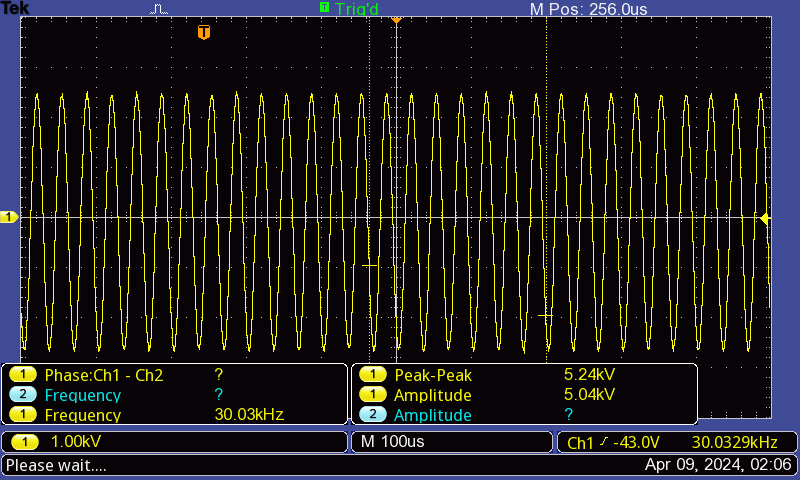 Tek Trig'd M Pos: 256.0us
T
1
1 Phase:Ch1 - Ch2 ?
2 Frequency ?
1 Frequency 30.03kHz
1 Peak-Peak 5.24kV
1 Amplitude 5.04kV
2 Amplitude ?
1 1.00kV M 100us Ch1 -43.0V 30.0329kHz
Please wait.... Apr 09, 2024, 02:06